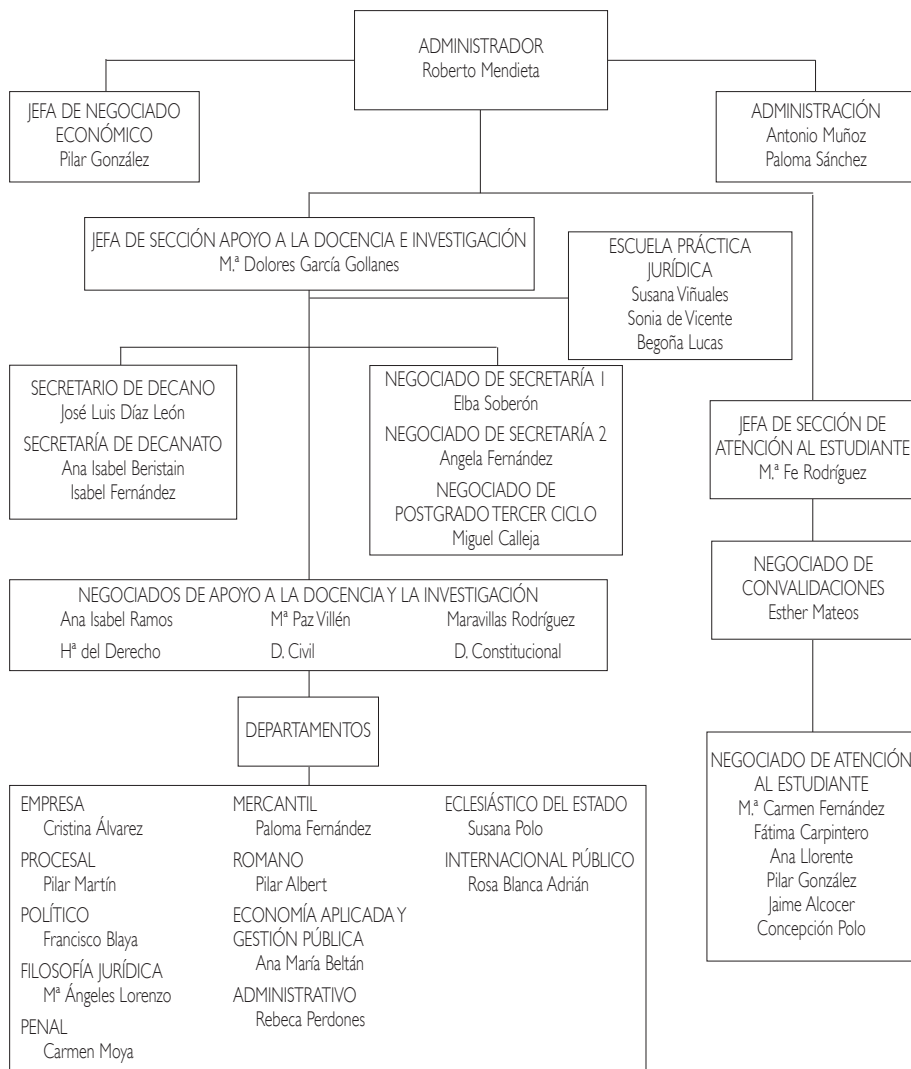 ADMINISTRADOR
Roberto Mendieta
JEFA DE NEGOCIADO
ECONÓMICO
Pilar González
ADMINISTRACIÓN
Antonio Muñoz
Paloma Sánchez
JEFA DE SECCIÓN APOYO A LA DOCENCIA E INVESTIGACIÓN
M.ª Dolores García Gollanes
ESCUELA PRÁCTICA
JURÍDICA
Susana Viñuales
Sonia de Vicente
Begoña Lucas
SECRETARIO DE DECANO
José Luis Díaz León
SECRETARÍA DE DECANATO
Ana Isabel Beristain
Isabel Fernández
NEGOCIADO DE SECRETARÍA 1
Elba Soberón
NEGOCIADO DE SECRETARÍA 2
Angela Fernández
NEGOCIADO DE
POSTGRADO TERCER CICLO
Miguel Calleja
JEFA DE SECCIÓN DE
ATENCIÓN AL ESTUDIANTE
M.ª Fe Rodríguez
NEGOCIADO DE
CONVALIDACIONES
Esther Mateos
NEGOCIADOS DE APOYO A LA DOCENCIA Y LA INVESTIGACIÓN
Ana Isabel Ramos Mª Paz Villén Maravillas Rodríguez
Hª del Derecho D. Civil D. Constitucional
DEPARTAMENTOS
NEGOCIADO DE ATENCIÓN
AL ESTUDIANTE
M.ª Carmen Fernández
Fátima Carpintero
Ana Llorente
Pilar González
Jaime Alcocer
Concepción Polo
EMPRESA
Cristina Álvarez
PROCESAL
Pilar Martín
POLÍTICO
Francisco Blaya
FILOSOFÍA JURÍDICA
Mª Ángeles Lorenzo
PENAL
Carmen Moya
MERCANTIL
Paloma Fernández
ROMANO
Pilar Albert
ECONOMÍA APLICADA Y
GESTIÓN PÚBLICA
Ana María Beltán
ADMINISTRATIVO
Rebeca Perdones
ECLESIÁSTICO DEL ESTADO
Susana Polo
INTERNACIONAL PÚBLICO
Rosa Blanca Adrián